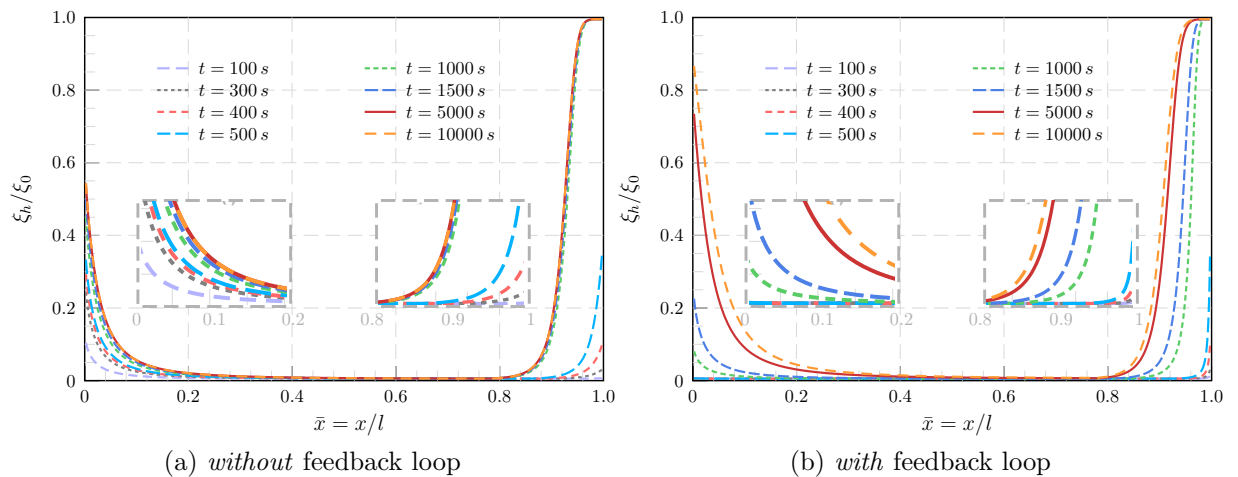 1.0
0.8
0.6
0.4
0.2
0
ξ_h/ξ_0
t = 100 s
t = 300 s
t = 400 s
t = 500 s
t = 1000 s
t = 1500 s
t = 5000 s
t = 10000 s
0 0.1 0.2
0.8 0.9 1
0 0.2 0.4 0.6 0.8 1.0
x̄ = x/l
(a) without feedback loop
1.0
0.8
0.6
0.4
0.2
0
ξ_h/ξ_0
t = 100 s
t = 300 s
t = 400 s
t = 500 s
t = 1000 s
t = 1500 s
t = 5000 s
t = 10000 s
0 0.1 0.2
0.8 0.9 1
0 0.2 0.4 0.6 0.8 1.0
x̄ = x/l
(b) with feedback loop